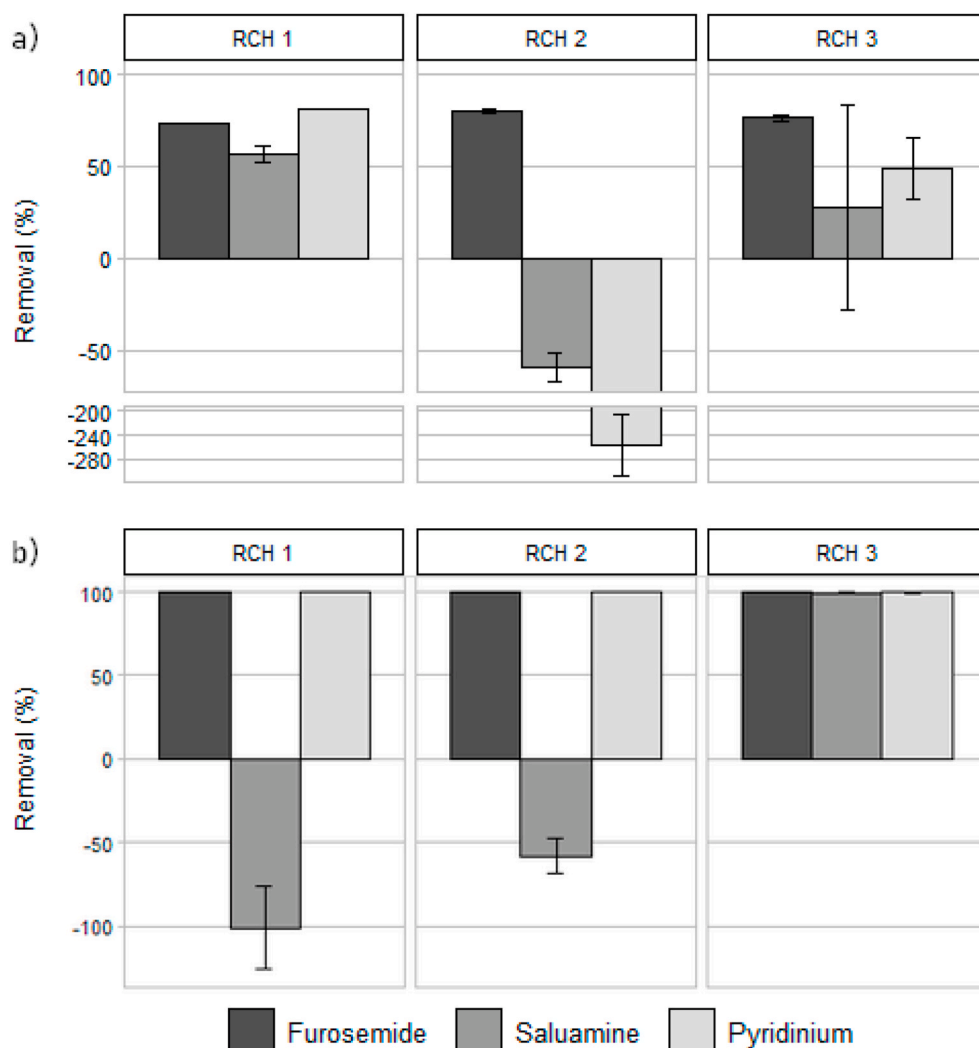 a)
RCH 1 RCH 2 RCH 3
Removal (%)
100
50
0
-50
-200
-240
-280
b)
RCH 1 RCH 2 RCH 3
Removal (%)
100
50
0
-50
-100
Furosemide Saluamine Pyridinium